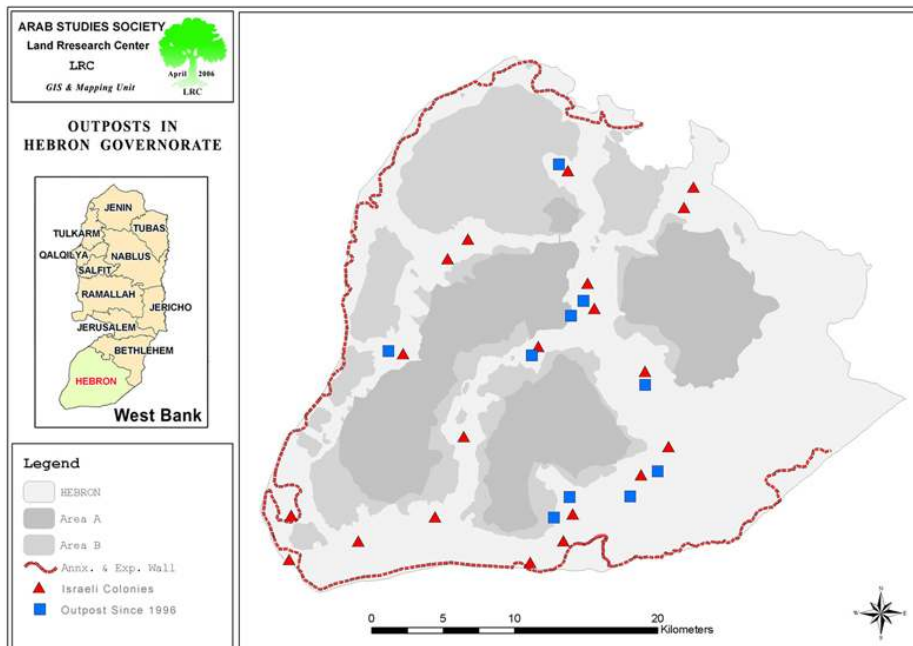 ARAB STUDIES SOCIETY
Land Rresearch Center
LRC
GIS & Mapping Unit
April 2006
LRC
OUTPOSTS IN
HEBRON GOVERNORATE
JENIN
TUBAS
TULKARM
QALQILYA
NABLUS
SALFIT
RAMALLAH
JERICHO
JERUSALEM
BETHLEHEM
HEBRON
West Bank
Legend
HEBRON
Area A
Area B
Annx. & Exp. Wall
Israeli Colonies
Outpost Since 1996
0 5 10 20
Kilometers
N
W E
S